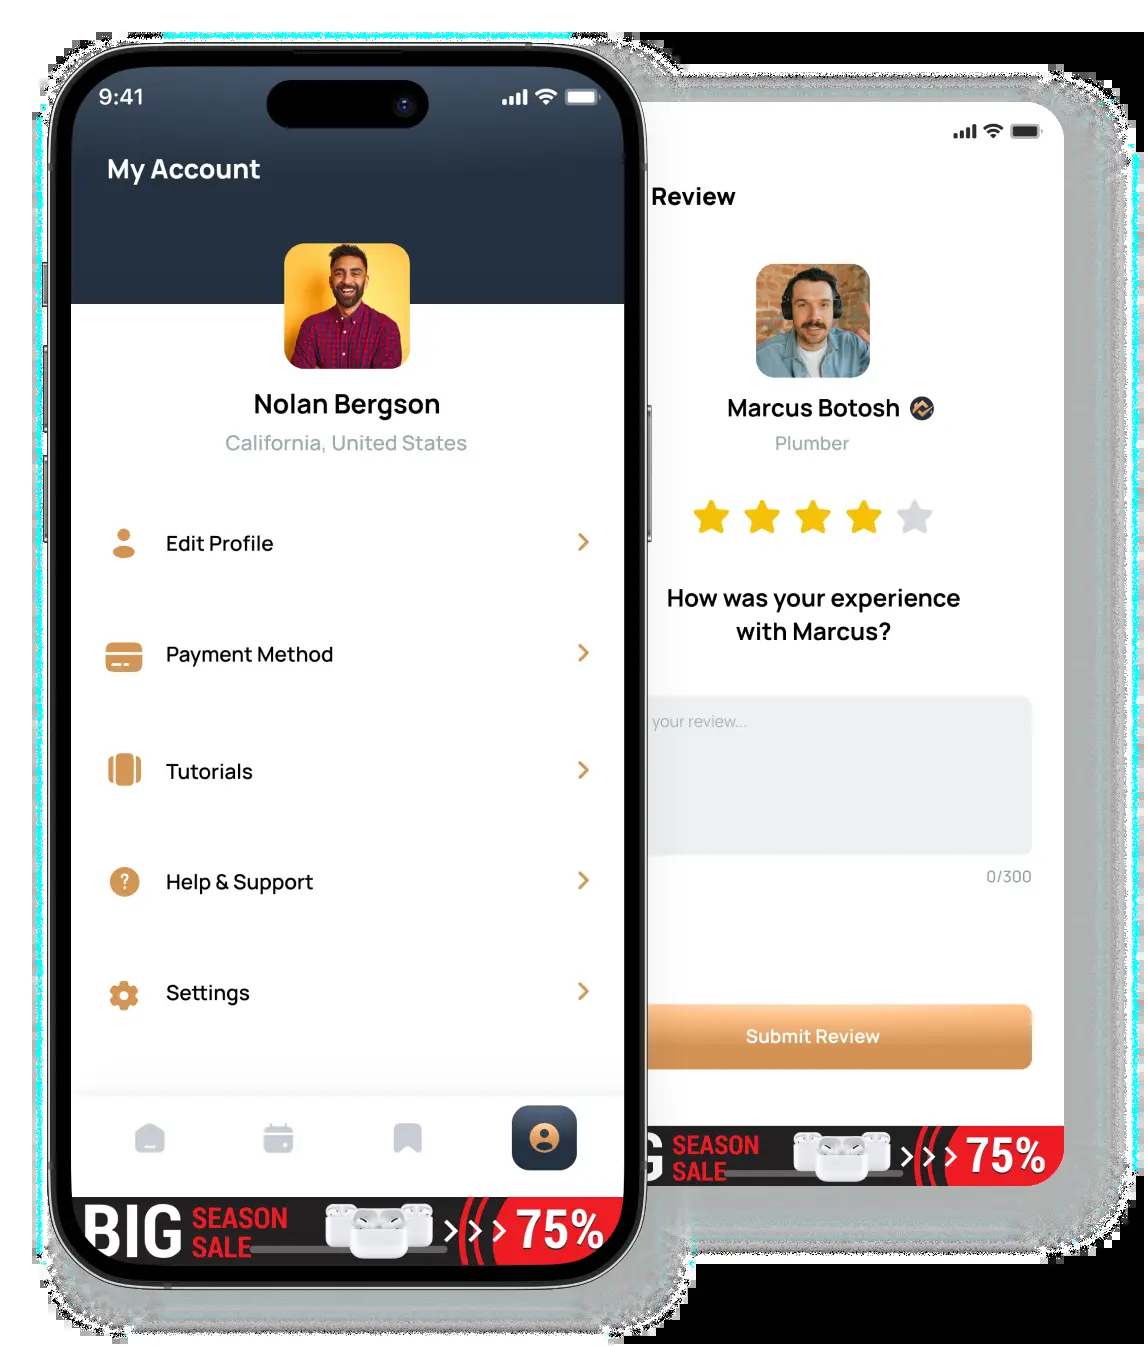 9:41
My Account
Nolan Bergson
California, United States
Edit Profile
Payment Method
Tutorials
? Help & Support
Settings
BIG SEASON SALE 75%
Review
Marcus Botosh
Plumber
How was your experience
with Marcus?
your review...
0/300
Submit Review
G SEASON SALE 75%